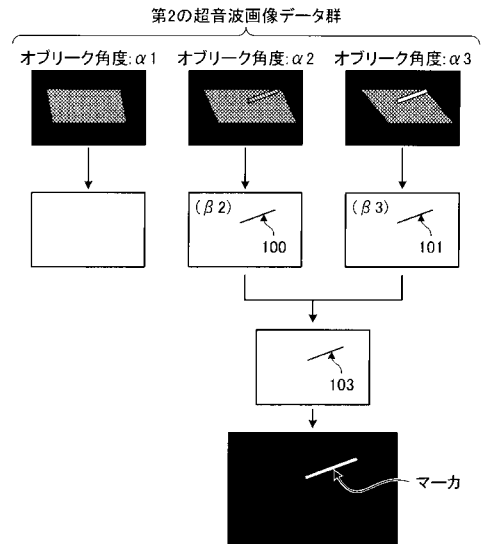 第2の超音波画像データ群
オブリーク角度:α1
オブリーク角度:α2
オブリーク角度:α3
(β2)
100
(β3)
101
103
マーカ